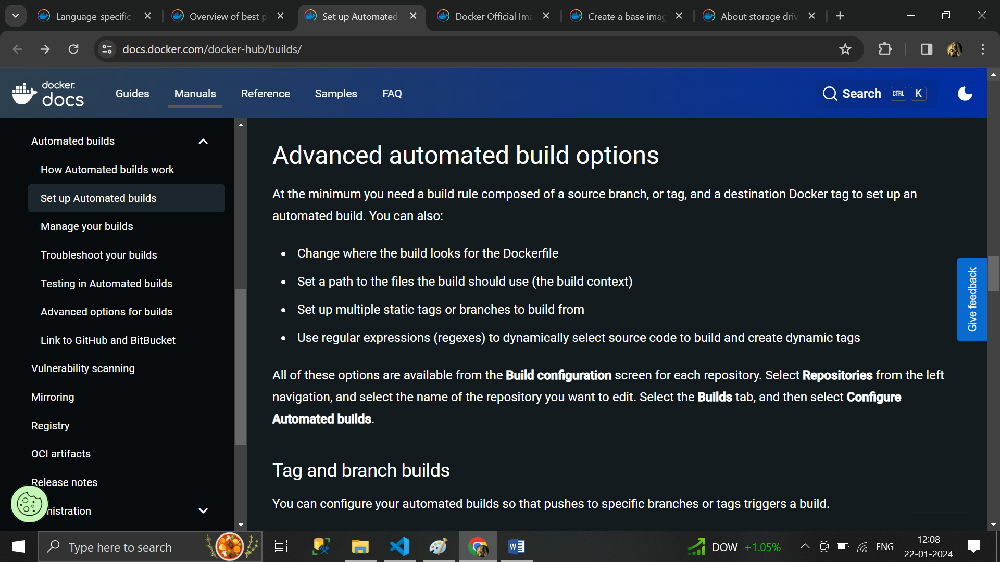 Language-specific
Overview of best p
Set up Automated
Docker Official Ima
Create a base imag
About storage driv
docs.docker.com/docker-hub/builds/
docker
docs
Guides
Manuals
Reference
Samples
FAQ
Search
CTRL
K
Automated builds
How Automated builds work
Set up Automated builds
Manage your builds
Troubleshoot your builds
Testing in Automated builds
Advanced options for builds
Link to GitHub and BitBucket
Vulnerability scanning
Mirroring
Registry
OCI artifacts
Release notes
nistration
Advanced automated build options
At the minimum you need a build rule composed of a source branch, or tag, and a destination Docker tag to set up an
automated build. You can also:
• Change where the build looks for the Dockerfile
• Set a path to the files the build should use (the build context)
• Set up multiple static tags or branches to build from
• Use regular expressions (regexes) to dynamically select source code to build and create dynamic tags
All of these options are available from the Build configuration screen for each repository. Select Repositories from the left
navigation, and select the name of the repository you want to edit. Select the Builds tab, and then select Configure
Automated builds.
Tag and branch builds
You can configure your automated builds so that pushes to specific branches or tags triggers a build.
Give feedback
Type here to search
DOW +1.05%
ENG
12:08
22-01-2024